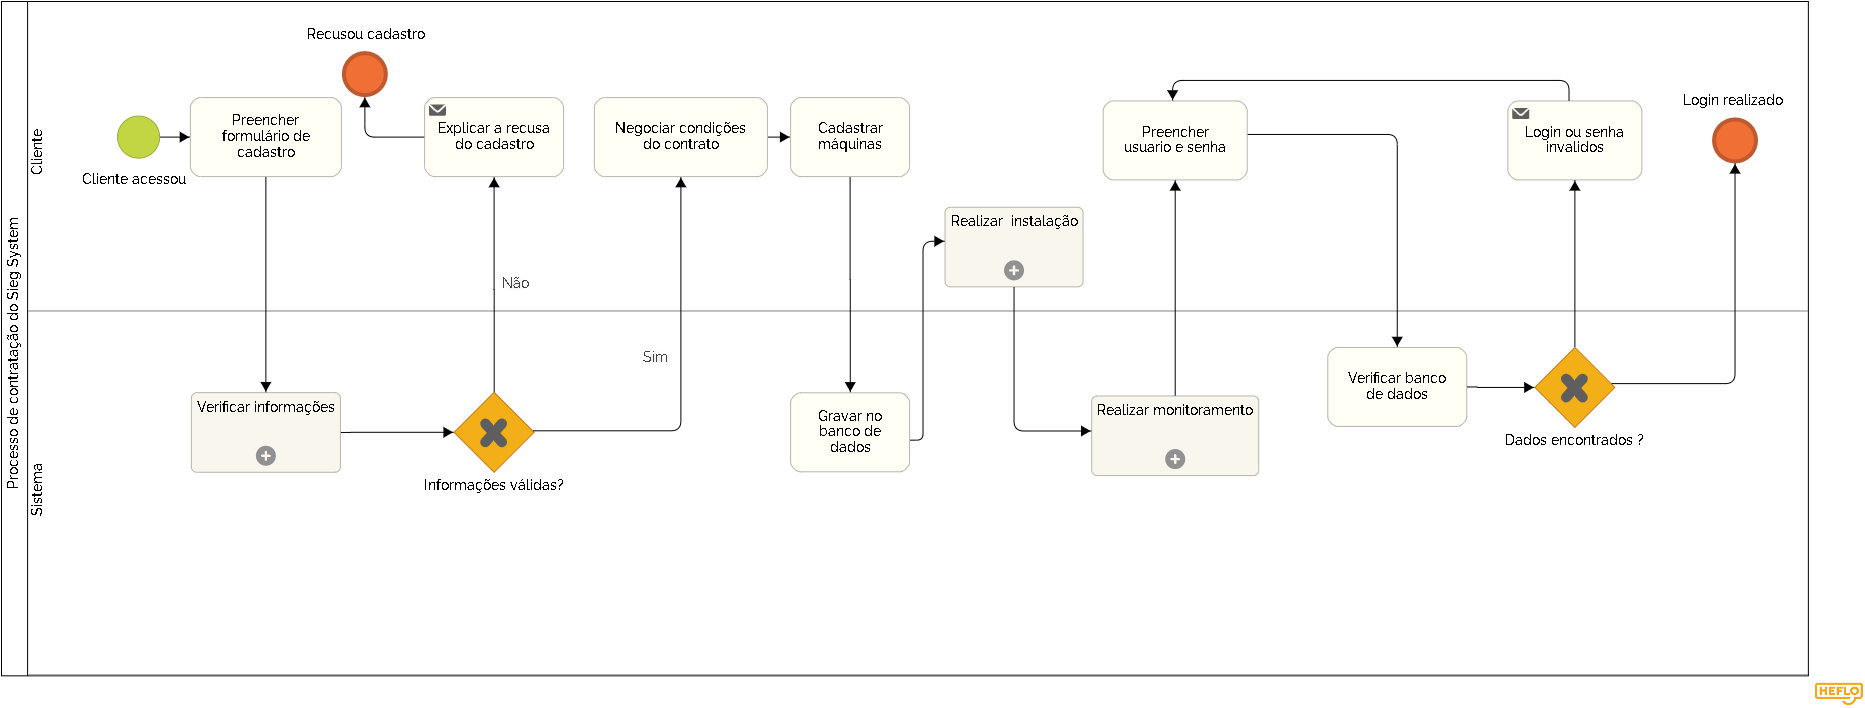 Processo de contratação do Sieg System
Cliente
Sistema
Cliente acessou
Preencher
formulário de
cadastro
Recusou cadastro
Explicar a recusa
do cadastro
Negociar condições
do contrato
Cadastrar
máquinas
Realizar  instalação
Preencher
usuario e senha
Login ou senha
invalidos
Login realizado
Não
Sim
Verificar informações
Informações válidas?
Gravar no
banco de
dados
Realizar monitoramento
Verificar banco
de dados
Dados encontrados ?
HEFLO